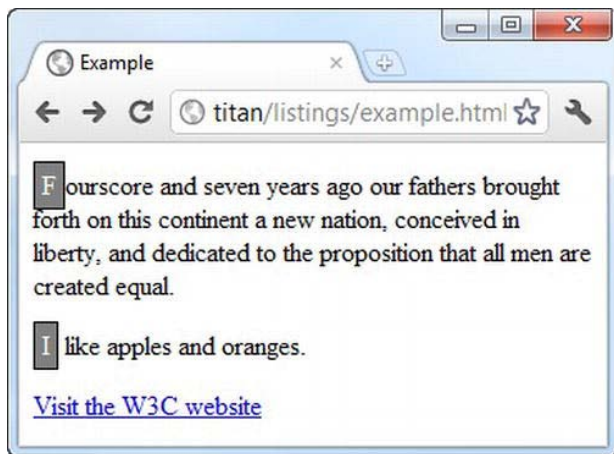 Example
titan/listings/example.html
Fourscore and seven years ago our fathers brought
forth on this continent a new nation, conceived in
liberty, and dedicated to the proposition that all men are
created equal.
I like apples and oranges.
Visit the W3C website